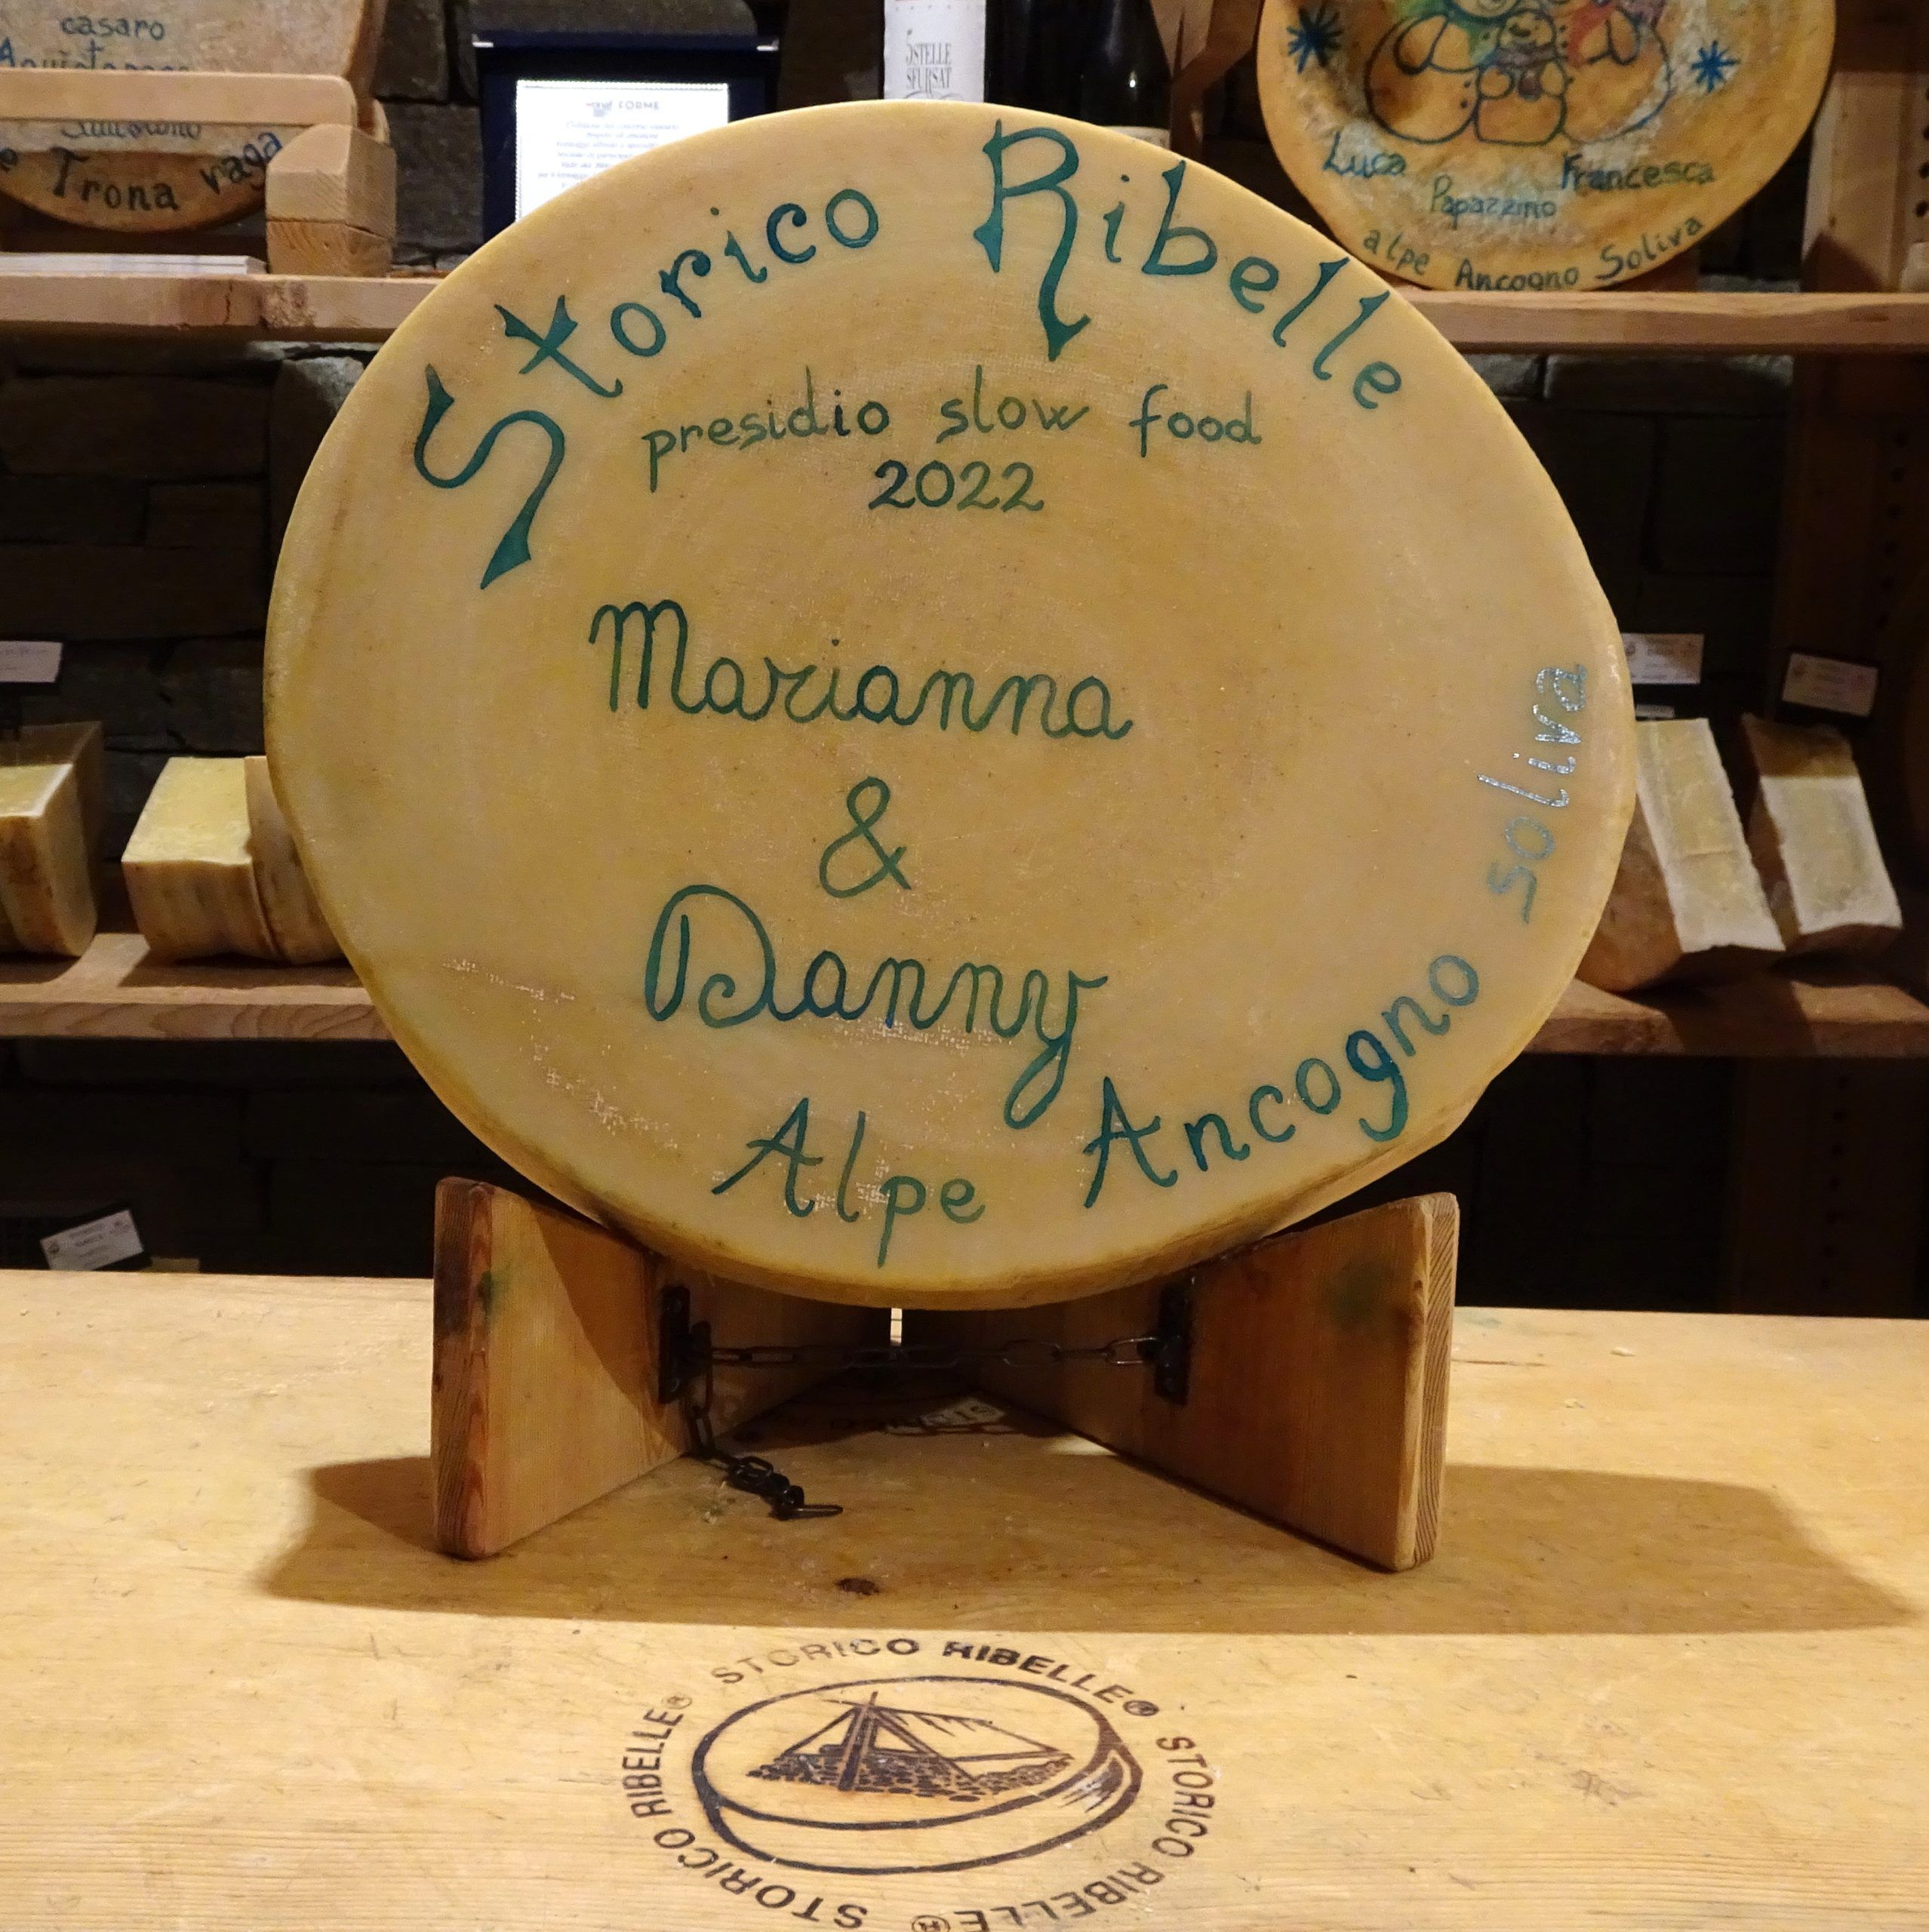 casaro
Trona vaga
FORME
Luca Francesca
Papazzino
alpe Ancogno Soliva
Storico Ribelle
presidio slow food
2022
Marianna
&
Danny
Alpe Ancogno soliva
STORICO RIBELLE® STORICO RIBELLE® STORICO RIBELLE®